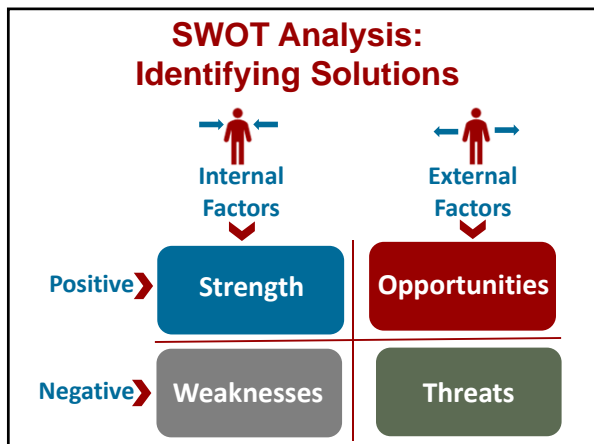 SWOT Analysis:
Identifying Solutions
Internal
Factors
External
Factors
Positive
Strength
Opportunities
Negative
Weaknesses
Threats